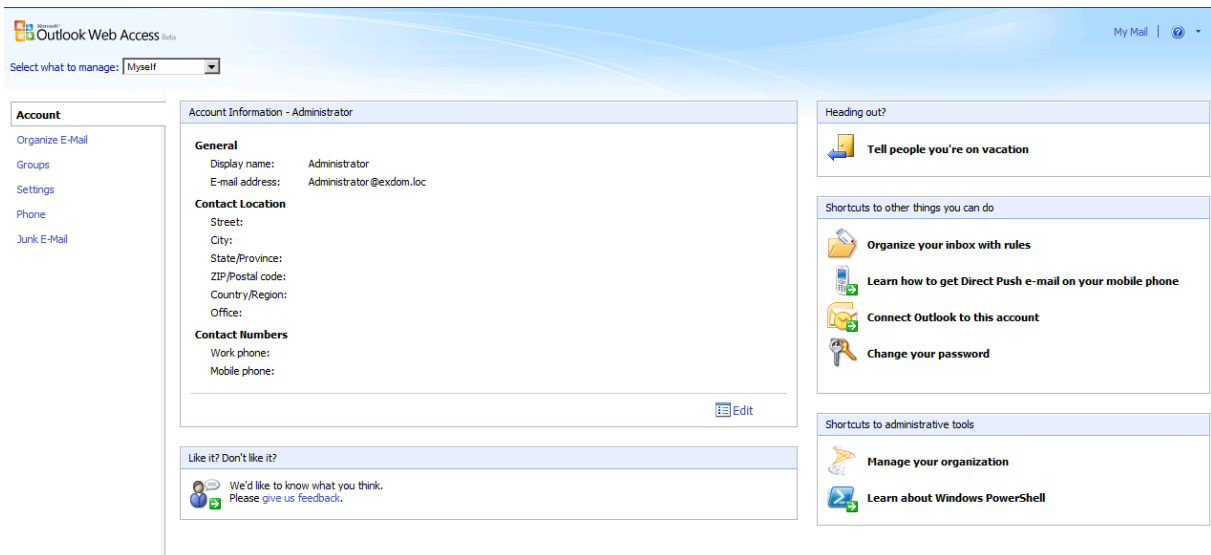 Microsoft®
Outlook Web Access Beta
My Mail
Select what to manage: Myself
Account
Organize E-Mail
Groups
Settings
Phone
Junk E-Mail
Account Information - Administrator
General
Display name: Administrator
E-mail address: Administrator@exdom.loc
Contact Location
Street:
City:
State/Province:
ZIP/Postal code:
Country/Region:
Office:
Contact Numbers
Work phone:
Mobile phone:
Edit
Like it? Don't like it?
We'd like to know what you think.
Please give us feedback.
Heading out?
Tell people you're on vacation
Shortcuts to other things you can do
Organize your inbox with rules
Learn how to get Direct Push e-mail on your mobile phone
Connect Outlook to this account
Change your password
Shortcuts to administrative tools
Manage your organization
Learn about Windows PowerShell